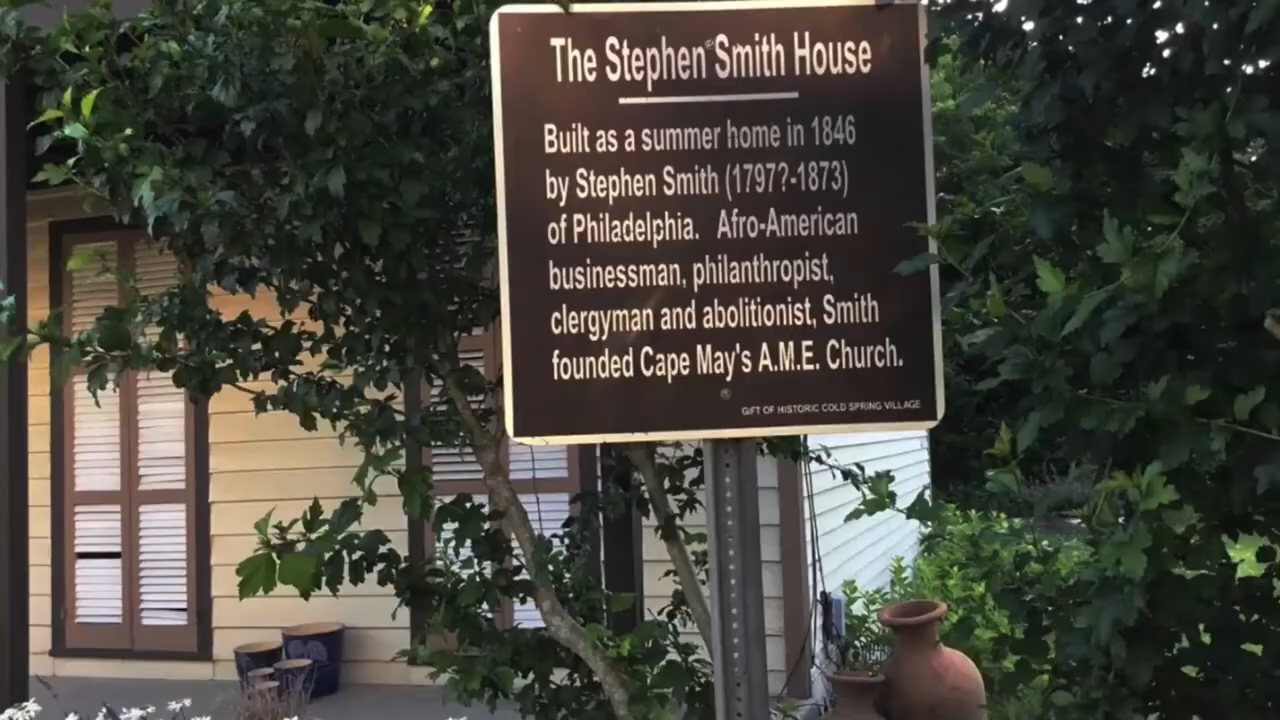 The Stephen Smith House
Built as a summer home in 1846
by Stephen Smith (1797?-1873)
of Philadelphia. Afro-American
businessman, philanthropist,
clergyman and abolitionist, Smith
founded Cape May's A.M.E. Church.
GIFT OF HISTORIC COLD SPRING VILLAGE